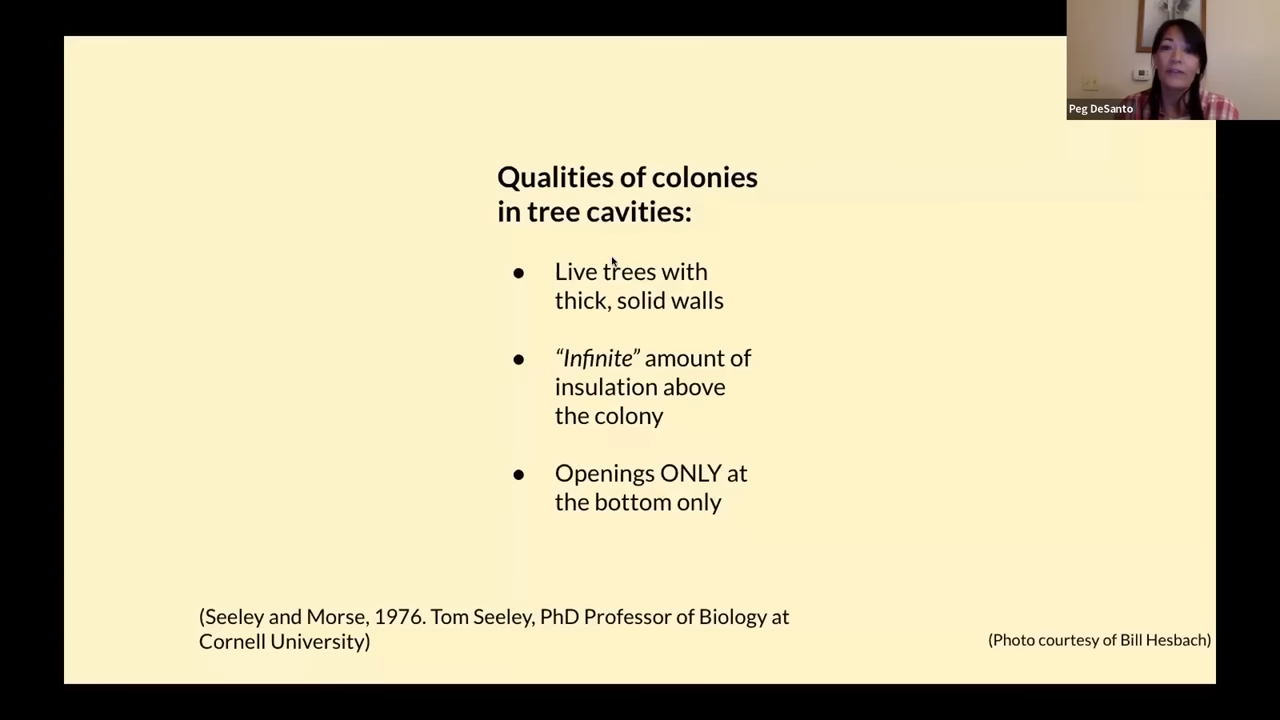 Peg DeSanto
Qualities of colonies
in tree cavities:
● Live trees with
thick, solid walls
● “Infinite” amount of
insulation above
the colony
● Openings ONLY at
the bottom only
(Seeley and Morse, 1976. Tom Seeley, PhD Professor of Biology at
Cornell University)
(Photo courtesy of Bill Hesbach)